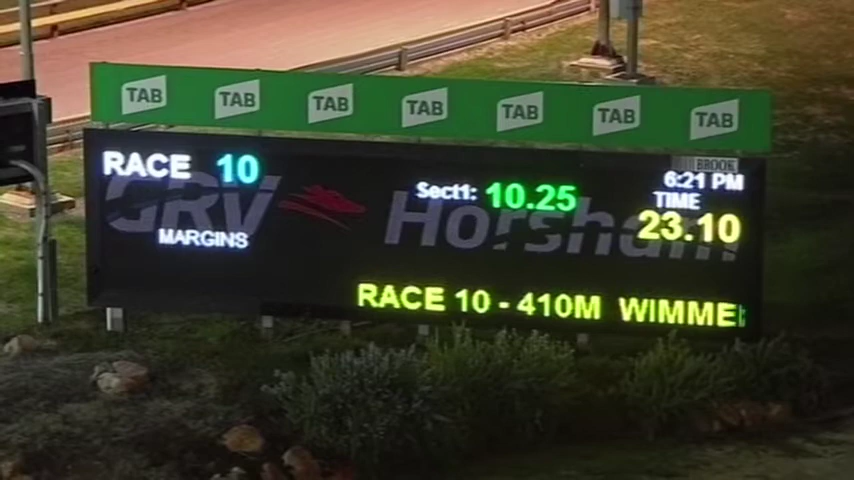 TAB TAB TAB TAB TAB TAB TAB
BROOK
RACE 10 Sect1: 10.25 6:21 PM
TIME
GRV Horsham 23.10
MARGINS
RACE 10 - 410M WIMME